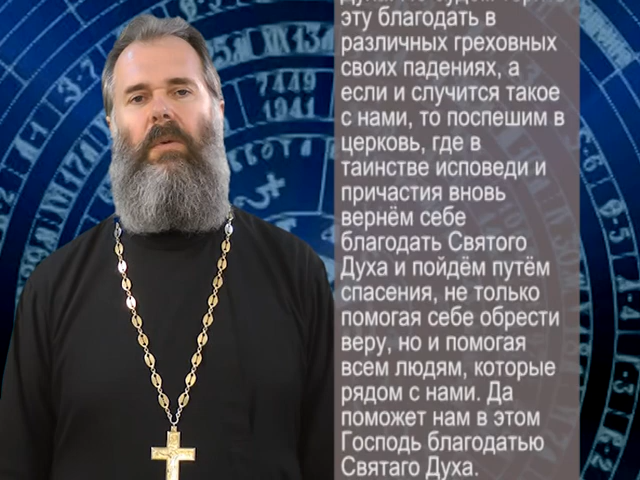 эту благодать в
различных греховных
своих падениях, а
если и случится такое
с нами, то поспешим в
церковь, где в
таинстве исповеди и
причастия вновь
вернём себе
благодать Святого
Духа и пойдём путём
спасения, не только
помогая себе обрести
веру, но и помогая
всем людям, которые
рядом с нами. Да
поможет нам в этом
Господь благодатью
Святаго Духа.
7449
1941